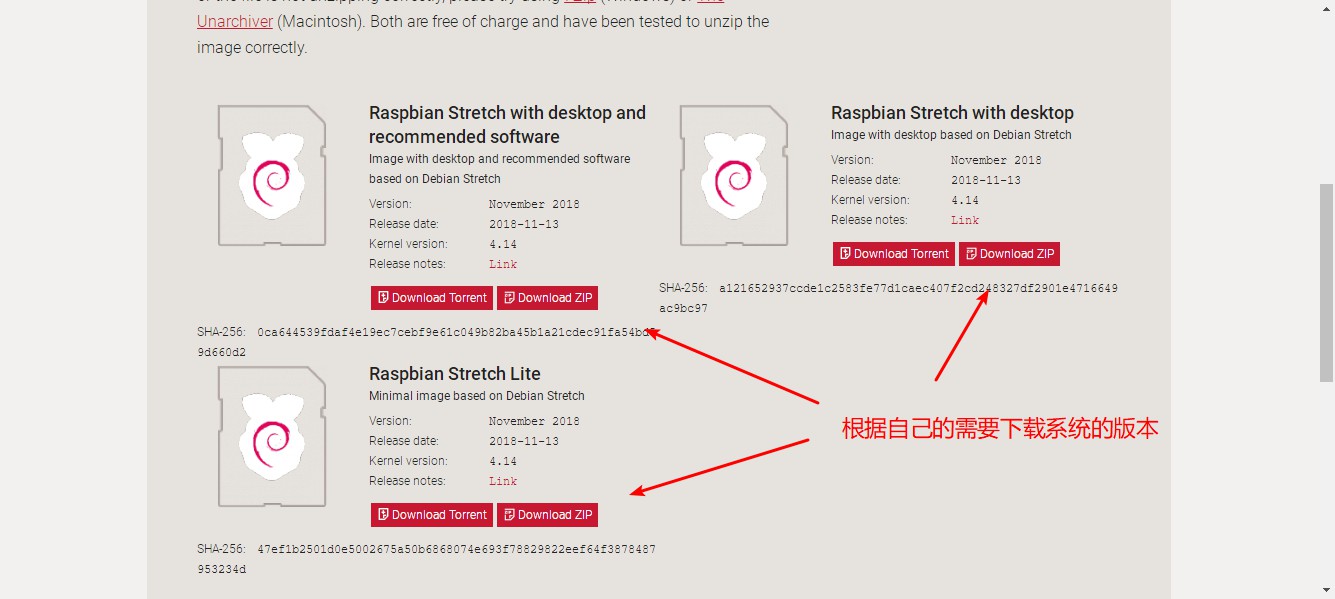 Unarchiver (Macintosh). Both are free of charge and have been tested to unzip the
image correctly.
Raspbian Stretch with desktop and
recommended software
Image with desktop and recommended software
based on Debian Stretch
Version: November 2018
Release date: 2018-11-13
Kernel version: 4.14
Release notes: Link
Download Torrent Download ZIP
SHA-256: 0ca644539fdaf4e19ec7cebf9e61c049b82ba45b1a21cdec91fa54bd
9d660d2
Raspbian Stretch with desktop
Image with desktop based on Debian Stretch
Version: November 2018
Release date: 2018-11-13
Kernel version: 4.14
Release notes: Link
Download Torrent Download ZIP
SHA-256: a121652937ccde1c2583fe77d1caec407f2cd248327df2901e4716649
ac9bc97
Raspbian Stretch Lite
Minimal image based on Debian Stretch
Version: November 2018
Release date: 2018-11-13
Kernel version: 4.14
Release notes: Link
Download Torrent Download ZIP
SHA-256: 47ef1b2501d0e5002675a50b6868074e693f78829822eef64f3878487
953234d
根据自己的需要下载系统的版本